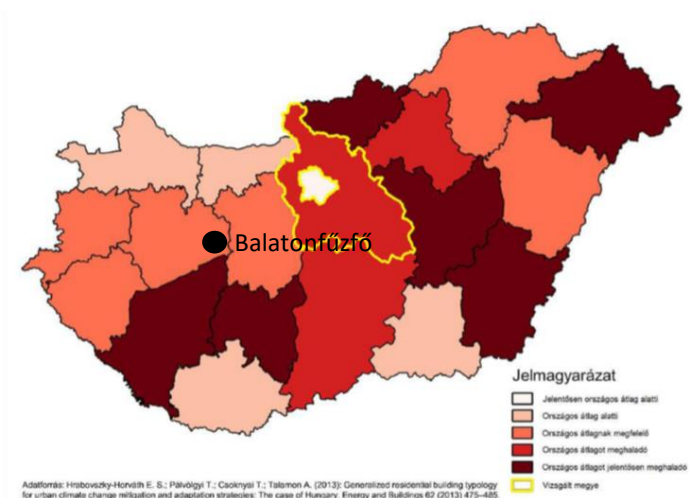 Balatonfűzfő
Jelmagyarázat
Jelentősen országos átlag alatti
Országos átlag alatti
Országos átlagnak megfelelő
Országos átlagot meghaladó
Országos átlagot jelentősen meghaladó
Vizsgált megye
Adatforrás: Hrabovszky-Horváth E. S.; Pálvölgyi T.; Csoknyai T.; Talamon A. (2013): Generalized residential building typology
for urban climate change mitigation and adaptation strategies: The case of Hungary. Energy and Buildings 62 (2013) 475–485.